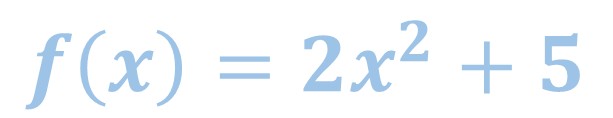 f(x) = 2x² + 5